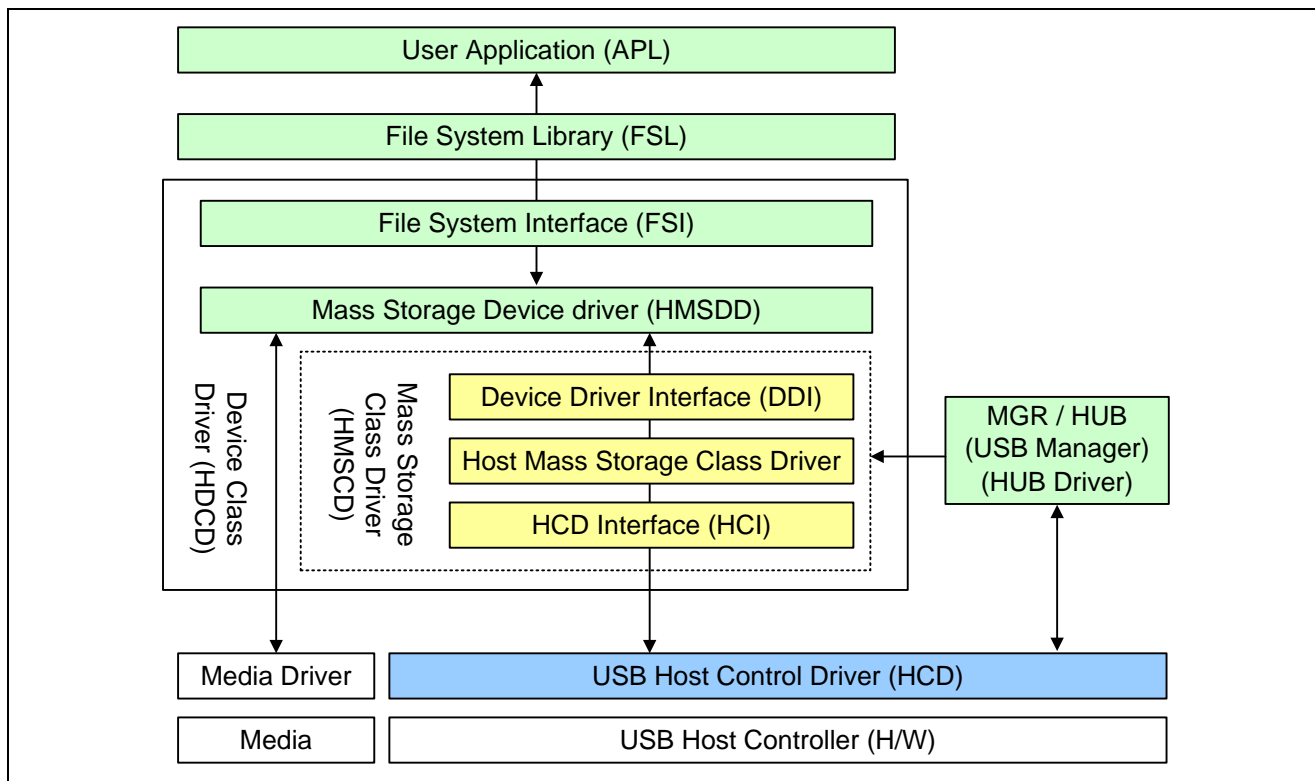 User Application (APL)
File System Library (FSL)
File System Interface (FSI)
Mass Storage Device driver (HMSDD)
Device Class
Driver (HDCD)
Mass Storage
Class Driver
(HMSCD)
Device Driver Interface (DDI)
Host Mass Storage Class Driver
HCD Interface (HCI)
MGR / HUB
(USB Manager)
(HUB Driver)
Media Driver
USB Host Control Driver (HCD)
Media
USB Host Controller (H/W)